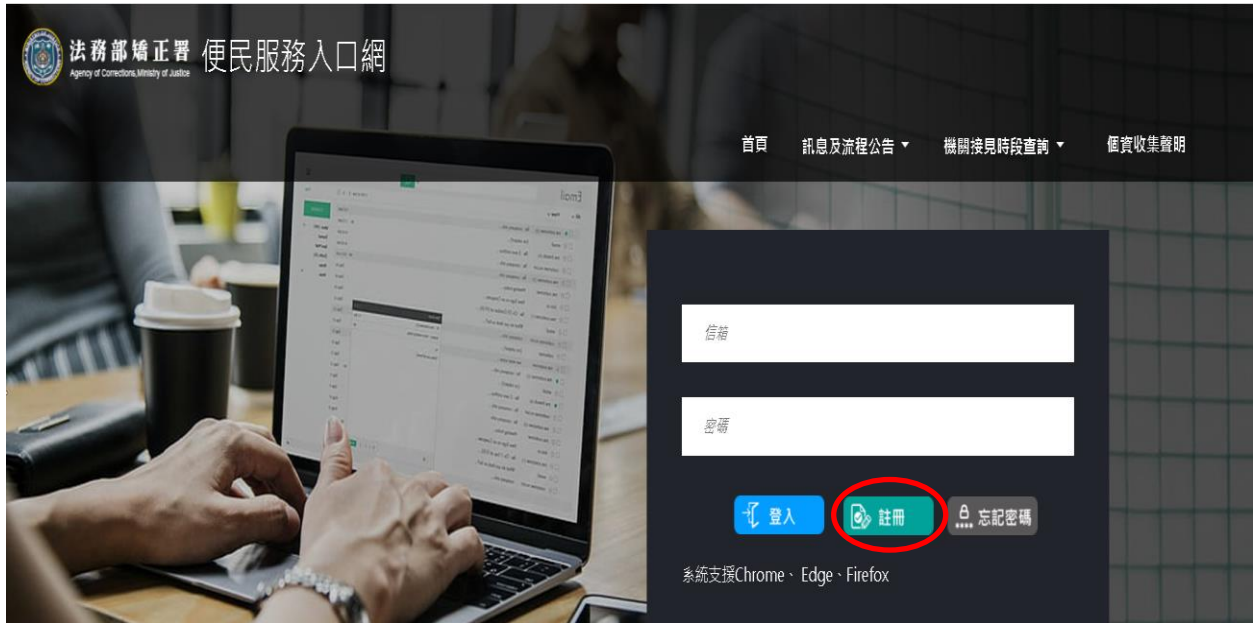 法務部矯正署 便民服務入口網
Agency of Corrections,Ministry of Justice
首頁 訊息及流程公告 ▼ 機關接見時段查詢 ▼ 個資收集聲明
Email
信箱
密碼
登入 註冊 忘記密碼
系統支援Chrome、Edge、Firefox